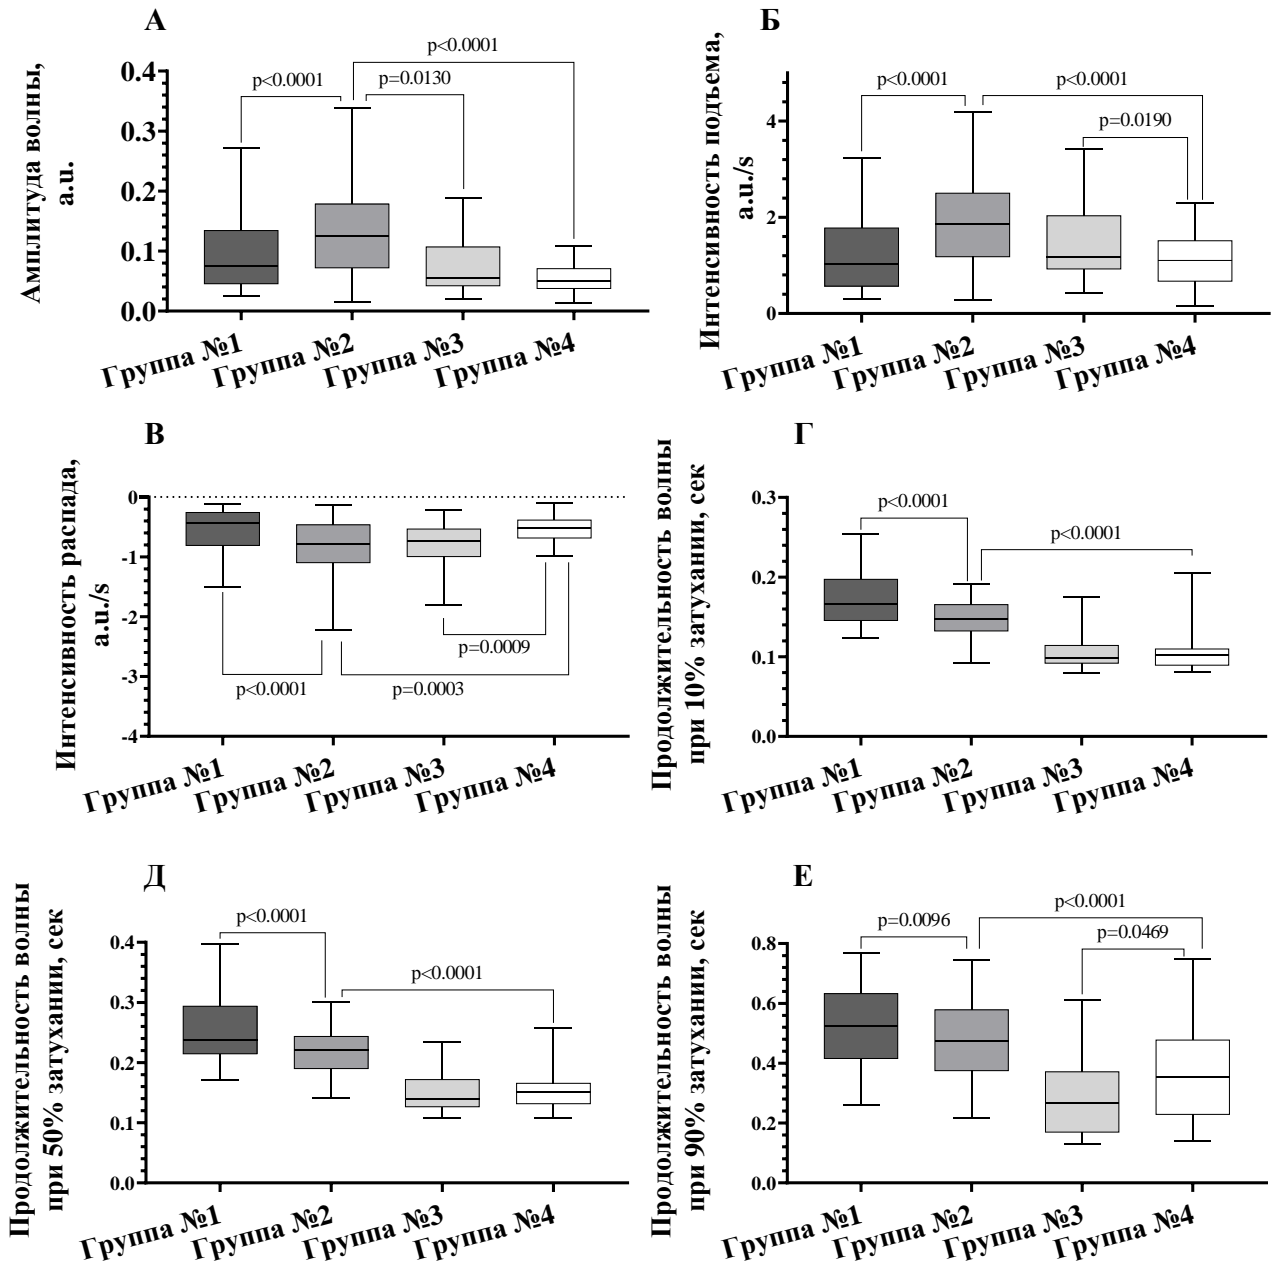 А
Амплитуда волны,
a.u.
0.4
0.3
0.2
0.1
0.0
p<0.0001
p<0.0001
p=0.0130
Группа №1
Группа №2
Группа №3
Группа №4
Б
Интенсивность подъема,
a.u./s
4
2
0
p<0.0001
p<0.0001
p=0.0190
Группа №1
Группа №2
Группа №3
Группа №4
В
Интенсивность распада,
a.u./s
0
-1
-2
-3
-4
p=0.0009
p<0.0001
p=0.0003
Группа №1
Группа №2
Группа №3
Группа №4
Г
Продолжительность волны
при 10% затухании, сек
0.3
0.2
0.1
0.0
p<0.0001
p<0.0001
Группа №1
Группа №2
Группа №3
Группа №4
Д
Продолжительность волны
при 50% затухании, сек
0.4
0.3
0.2
0.1
0.0
p<0.0001
p<0.0001
Группа №1
Группа №2
Группа №3
Группа №4
Е
Продолжительность волны
при 90% затухании, сек
0.8
0.6
0.4
0.2
0.0
p<0.0001
p=0.0096
p=0.0469
Группа №1
Группа №2
Группа №3
Группа №4